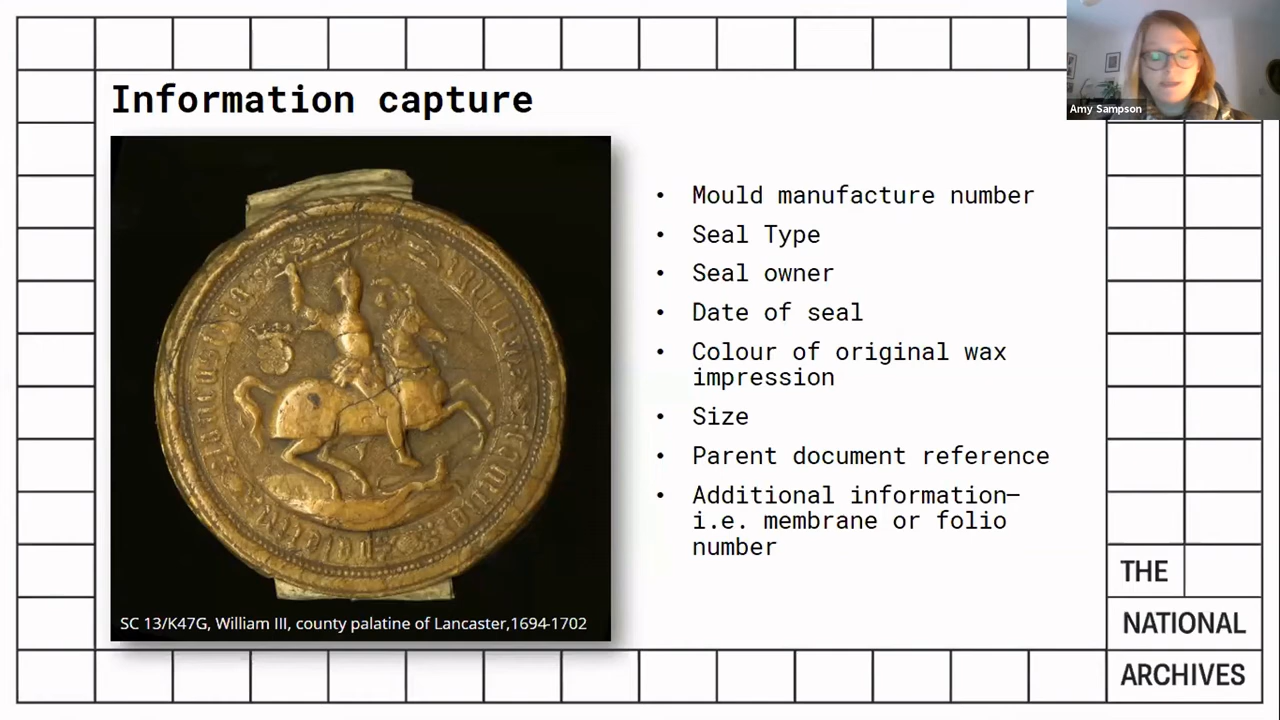 Information capture
Amy Sampson
• Mould manufacture number
• Seal Type
• Seal owner
• Date of seal
• Colour of original wax
impression
• Size
• Parent document reference
• Additional information–
i.e. membrane or folio
number
SC 13/K47G, William III, county palatine of Lancaster,1694-1702
THE
NATIONAL
ARCHIVES